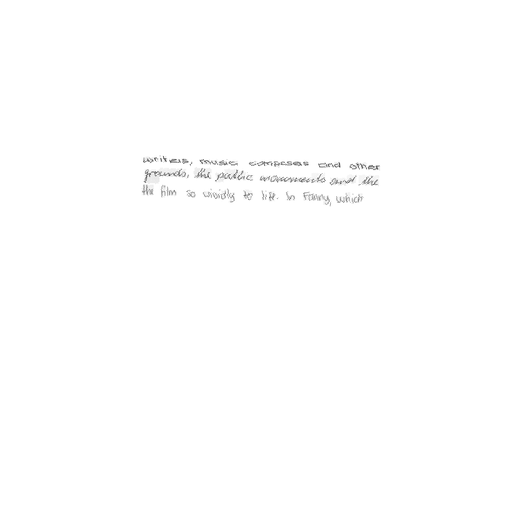 writers, music composers and other
grounds, the public monuments and the
the film so vividly to life. In Fanny, which